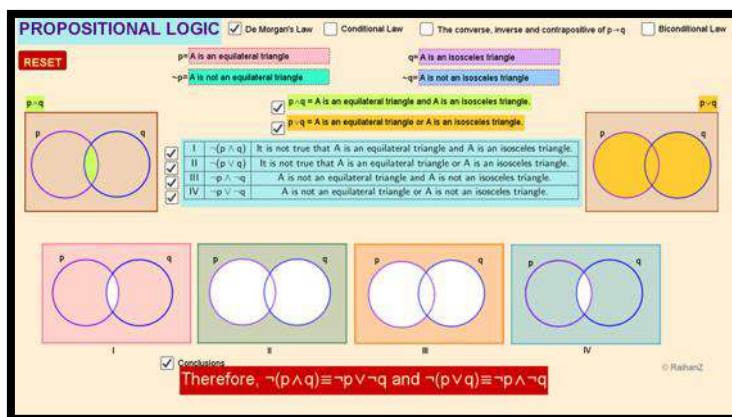 PROPOSITIONAL LOGIC De Morgan's Law Conditional Law The converse, inverse and contrapositive of p→q Biconditional Law
RESET
p= A is an equilateral triangle q= A is an isosceles triangle
~p= A is not an equilateral triangle ~q= A is not an isosceles triangle
p∧q p∧q = A is an equilateral triangle and A is an isosceles triangle. p∨q
p∨q = A is an equilateral triangle or A is an isosceles triangle.
p q p q
I ¬(p ∧ q) It is not true that A is an equilateral triangle and A is an isosceles triangle.
II ¬(p ∨ q) It is not true that A is an equilateral triangle or A is an isosceles triangle.
III ¬p ∧ ¬q A is not an equilateral triangle and A is not an isosceles triangle.
IV ¬p ∨ ¬q A is not an equilateral triangle or A is not an isosceles triangle.
p q p q p q p q
I II III IV
Conclusions
© RaihanZ
Therefore, ¬(p∧q)≡¬p∨¬q and ¬(p∨q)≡¬p∧¬q